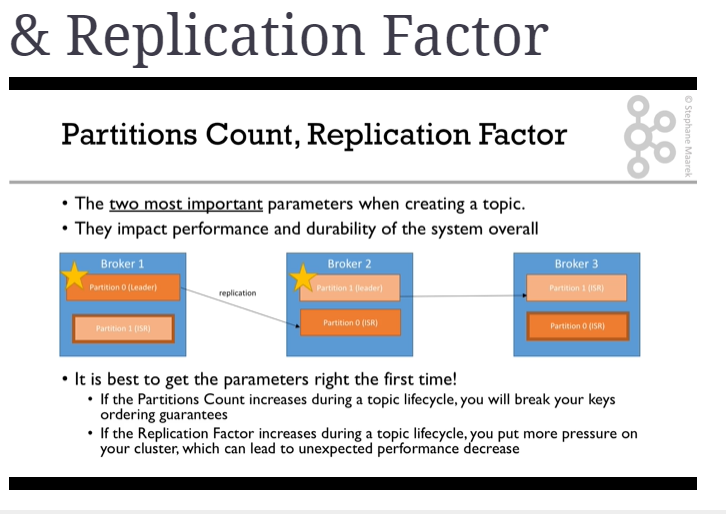 & Replication Factor
© Stephane Maarek
Partitions Count, Replication Factor
• The two most important parameters when creating a topic.
• They impact performance and durability of the system overall
Broker 1
Partition 0 (Leader)
Partition 1 (ISR)
replication
Broker 2
Partition 1 (leader)
Partition 0 (ISR)
Broker 3
Partition 1 (ISR)
Partition 0 (ISR)
• It is best to get the parameters right the first time!
• If the Partitions Count increases during a topic lifecycle, you will break your keys
ordering guarantees
• If the Replication Factor increases during a topic lifecycle, you put more pressure on
your cluster, which can lead to unexpected performance decrease